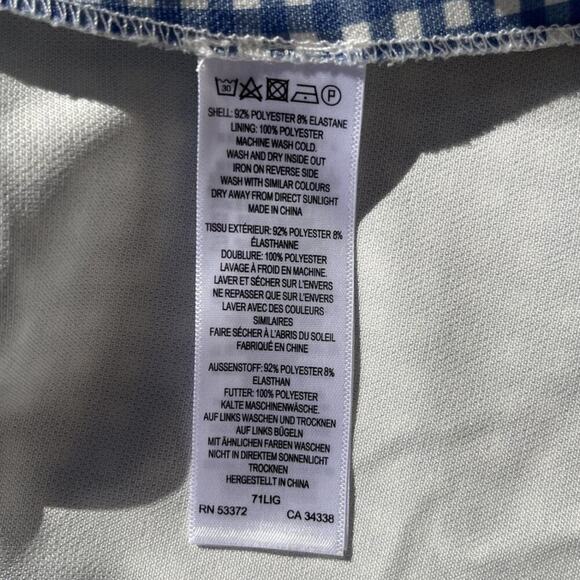 30 P
SHELL: 92% POLYESTER 8% ELASTANE
LINING: 100% POLYESTER
MACHINE WASH COLD.
WASH AND DRY INSIDE OUT
IRON ON REVERSE SIDE
WASH WITH SIMILAR COLOURS
DRY AWAY FROM DIRECT SUNLIGHT
MADE IN CHINA
TISSU EXTÉRIEUR: 92% POLYESTER 8%
ÉLASTHANNE
DOUBLURE: 100% POLYESTER
LAVAGE À FROID EN MACHINE.
LAVER ET SÉCHER SUR L'ENVERS
NE REPASSER QUE SUR L'ENVERS
LAVER AVEC DES COULEURS
SIMILAIRES
FAIRE SÉCHER À L'ABRIS DU SOLEIL
FABRIQUÉ EN CHINE
AUSSENSTOFF: 92% POLYESTER 8%
ELASTHAN
FUTTER: 100% POLYESTER
KALTE MASCHINENWÄSCHE.
AUF LINKS WASCHEN UND TROCKNEN
AUF LINKS BÜGELN
MIT ÄHNLICHEN FARBEN WASCHEN
NICHT IN DIREKTEM SONNENLICHT
TROCKNEN
HERGESTELLT IN CHINA
71LIG
RN 53372 CA 34338